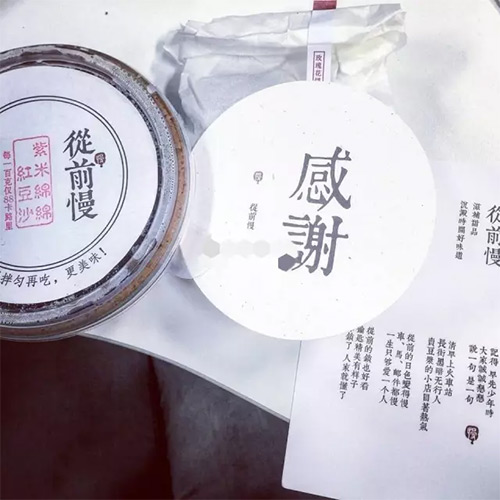 從前慢
紫米綿綿
紅豆沙
每一百克仅88卡路里
拌匀再吃，更美味！
玫瑰花
感謝
從前慢
從前慢
滋補甜品
沉澱時間好味道
記得早先少年時
大家誠誠懇懇
說一句是一句
清早上火車站
長街黑暗無行人
賣豆漿的小店冒著熱氣
從前的日色變得慢
車、馬、郵件都慢
一生只夠愛一個人
從前的鎖也好看
鑰匙精美有樣子
你鎖了人家就懂了